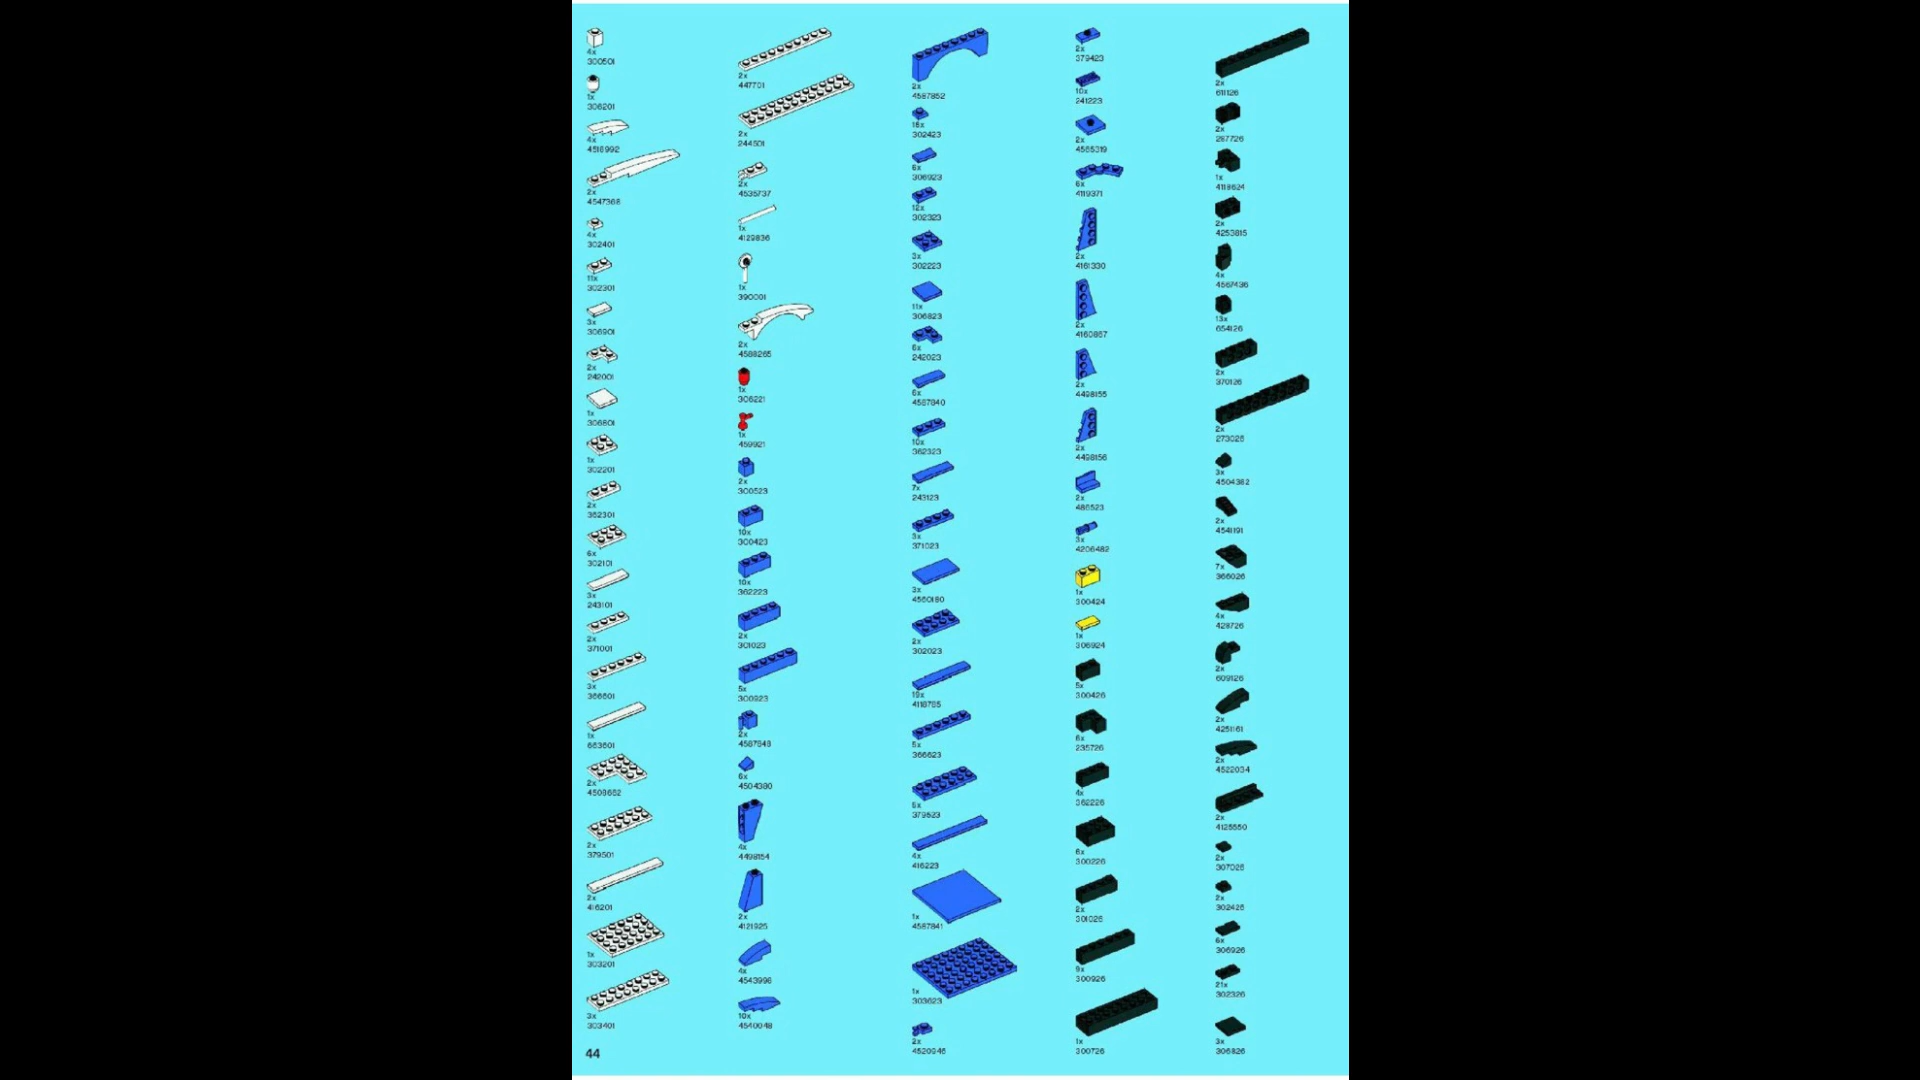 4x
300501
1x
306201
4x
4518992
2x
4547368
4x
302401
11x
302301
3x
306901
2x
242001
1x
306801
1x
302201
2x
362301
6x
302101
3x
243101
2x
371001
3x
366601
1x
663601
2x
4508662
2x
379501
2x
416201
1x
303201
3x
303401
44
2x
447701
2x
244501
2x
4535737
1x
4129836
1x
390001
2x
4588265
1x
306221
1x
459921
2x
300523
10x
300423
10x
362223
2x
301023
5x
300923
2x
4587848
6x
4504380
4x
4498154
2x
4121925
4x
4543996
10x
4540048
2x
4587852
302423
6x
306923
12x
302323
3x
302223
11x
306823
6x
242023
6x
4587840
10x
362323
7x
243123
371023
3x
4560180
2x
302023
19x
4118785
5x
366623
379523
4x
416223
1x
4587841
1x
303623
2x
4520946
2x
379423
10x
241223
2x
4565319
6x
4119371
2x
4161330
2x
4160867
2x
4498155
2x
4498156
2x
486523
3x
4206482
1x
300424
1x
306924
5x
300426
6x
235726
4x
362226
6x
300226
2x
301026
9x
300926
1x
300726
2x
611126
2x
287726
1x
4118624
2x
4253815
4x
4567436
13x
654126
2x
370126
2x
273026
3x
4504382
2x
4541191
7x
366026
4x
428726
2x
609126
2x
4251161
2x
4522034
2x
4125550
2x
307026
2x
302426
6x
306926
21x
302326
3x
306826